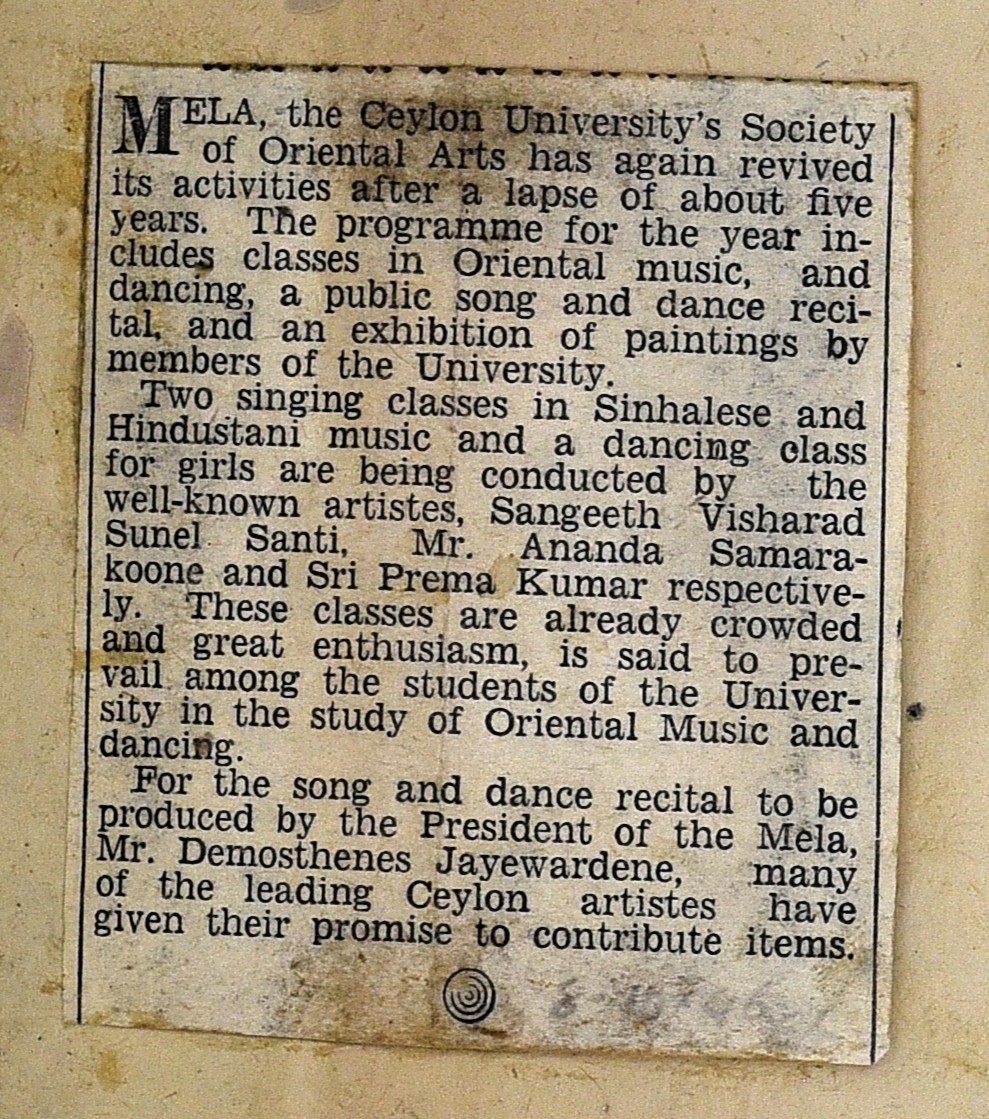 MELA, the Ceylon University's Society
of Oriental Arts has again revived
its activities after a lapse of about five
years. The programme for the year in-
cludes classes in Oriental music, and
dancing, a public song and dance reci-
tal, and an exhibition of paintings by
members of the University.
Two singing classes in Sinhalese and
Hindustani music and a dancing class
for girls are being conducted by the
well-known artistes, Sangeeth Visharad
Sunel Santi, Mr. Ananda Samara-
koone and Sri Prema Kumar respective-
ly. These classes are already crowded
and great enthusiasm, is said to pre-
vail among the students of the Univer-
sity in the study of Oriental Music and
dancing.
For the song and dance recital to be
produced by the President of the Mela,
Mr. Demosthenes Jayewardene, many
of the leading Ceylon artistes have
given their promise to contribute items.